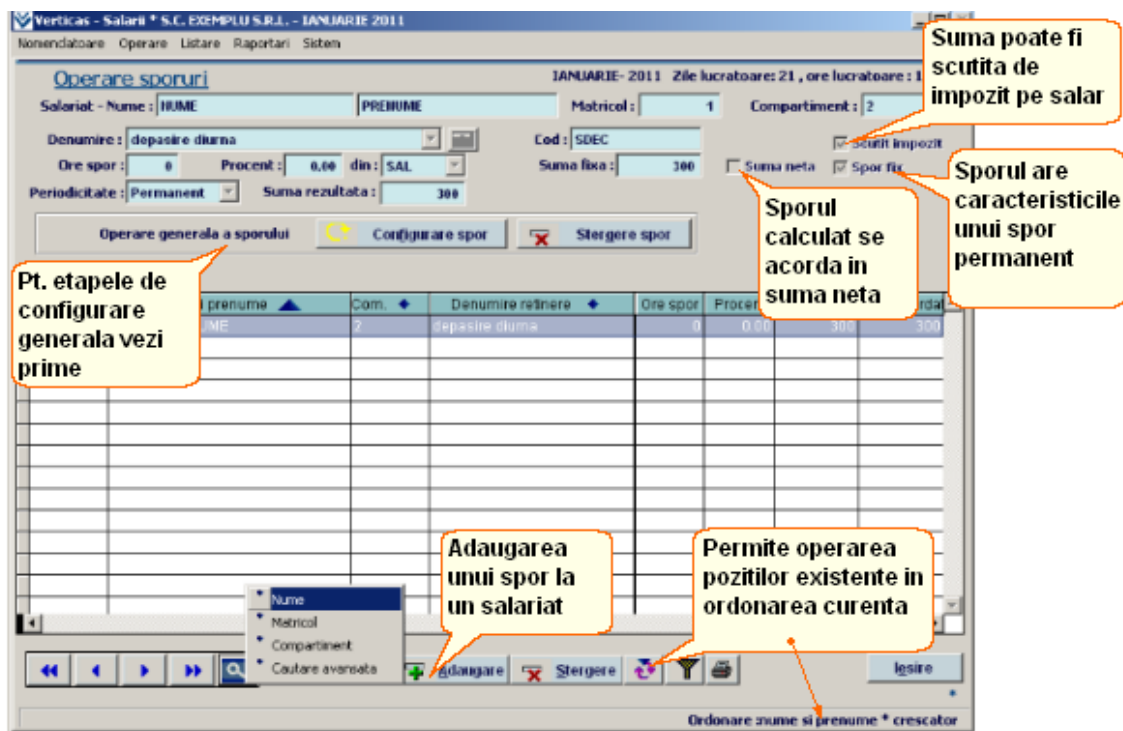 Verticas - Salarii * S.C. EXEMPLU S.R.L. - IANUARIE 2011
Nomendatoare Operare Listare Raportari Sistem
Operare sporuri
IANUARIE- 2011 Zile lucratoare: 21 , ore lucratoare : 1
Salariat - Nume : NUME PRENUME Matricol : 1 Compartiment : 2
Denumire : depasire diurna Cod : SDEC Scutit impozit
Ore spor : 0 Procent : 0.00 din : SAL Suma fixa : 300 Suma neta Spor fix
Periodicitate : Permanent Suma rezultata : 300
Operare generala a sporului Configurare spor Stergere spor
Suma poate fi
scutita de
impozit pe salar
Sporul are
caracteristicile
unui spor
permanent
Sporul
calculat se
acorda in
suma neta
Pt. etapele de
configurare
generala vezi
prime
prenume Com. Denumire retinere Ore spor Procen
UME 2 depasire diurna 0 0.00 300 300
Adaugarea
unui spor la
un salariat
Permite operarea
pozitilor existente in
ordonarea curenta
Nume
Matricol
Compartiment
Cautare avansata
Adaugare Stergere Iesire
Ordonare :nume si prenume * crescator